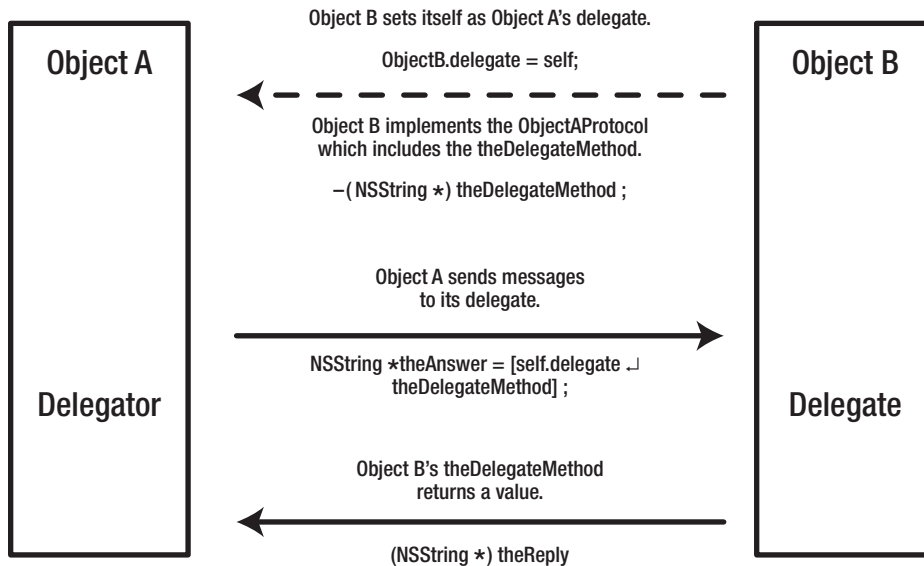 Object B sets itself as Object A's delegate.
Object A
ObjectB.delegate = self;
Object B
Object B implements the ObjectAProtocol
which includes the theDelegateMethod.
–( NSString *) theDelegateMethod ;
Object A sends messages
to its delegate.
NSString *theAnswer = [self.delegate ↵
theDelegateMethod] ;
Delegator
Delegate
Object B's theDelegateMethod
returns a value.
(NSString *) theReply